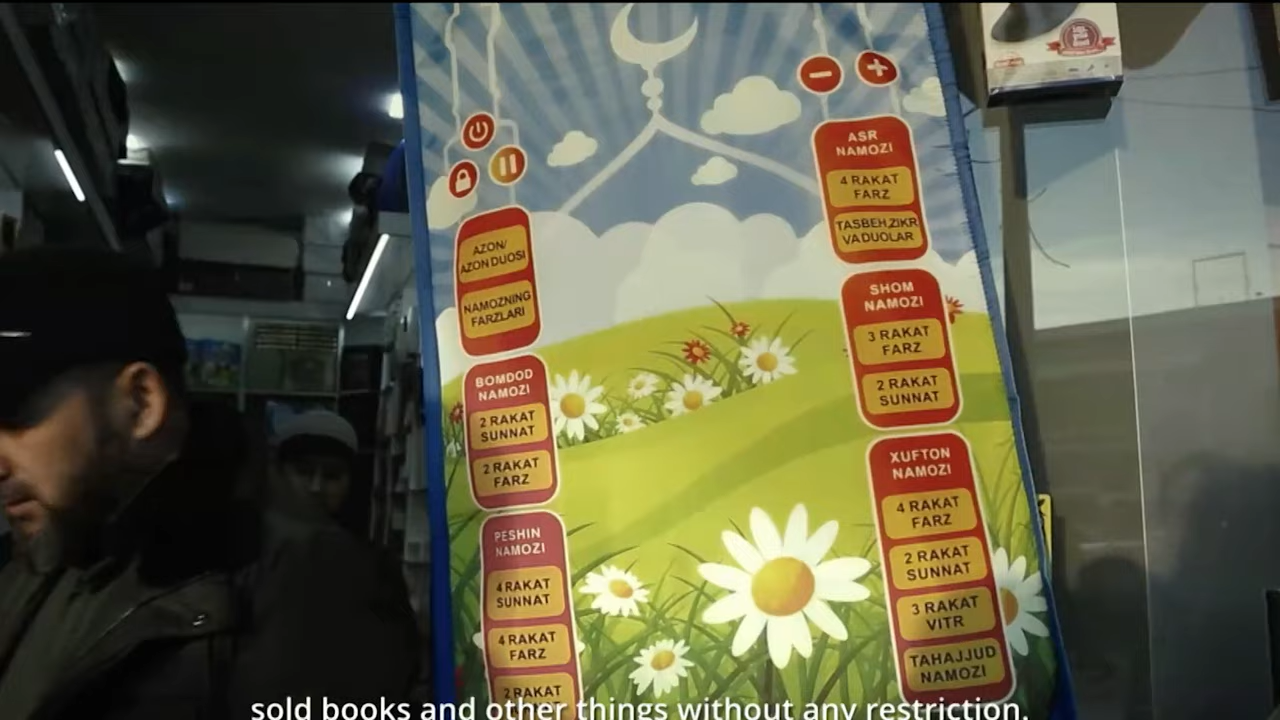 AZON/
AZON DUOSI
NAMOZNING
FARZLARI
BOMDOD
NAMOZI
2 RAKAT
SUNNAT
2 RAKAT
FARZ
PESHIN
NAMOZI
4 RAKAT
SUNNAT
4 RAKAT
FARZ
2 RAKAT
ASR
NAMOZI
4 RAKAT
FARZ
TASBEH,ZIKR
VA DUOLAR
SHOM
NAMOZI
3 RAKAT
FARZ
2 RAKAT
SUNNAT
XUFTON
NAMOZI
4 RAKAT
FARZ
2 RAKAT
SUNNAT
3 RAKAT
VITR
TAHAJJUD
NAMOZI
sold books and other things without any restriction.